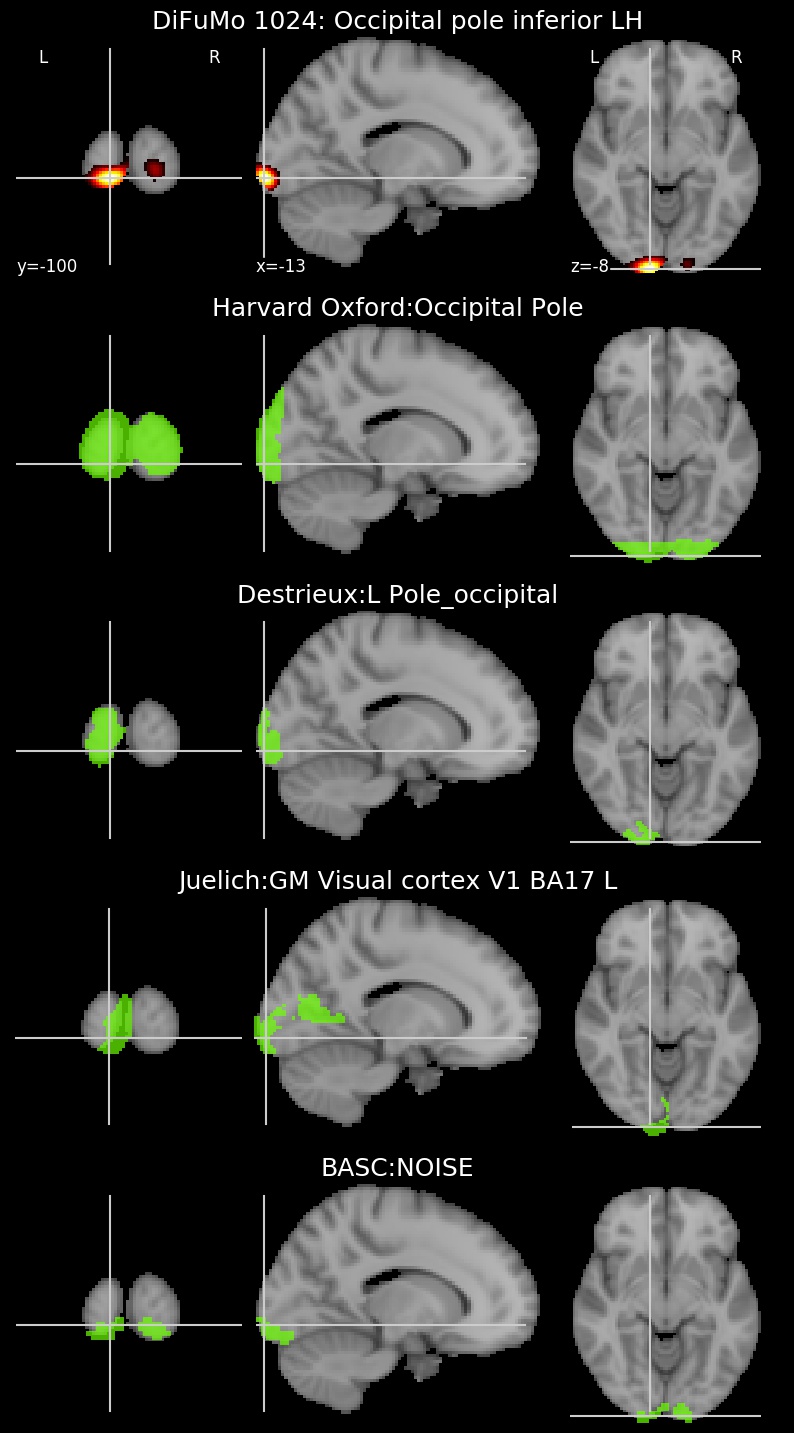 DiFuMo 1024: Occipital pole inferior LH
L R L R
y=-100 x=-13 z=-8
Harvard Oxford:Occipital Pole
Destrieux:L Pole_occipital
Juelich:GM Visual cortex V1 BA17 L
BASC:NOISE